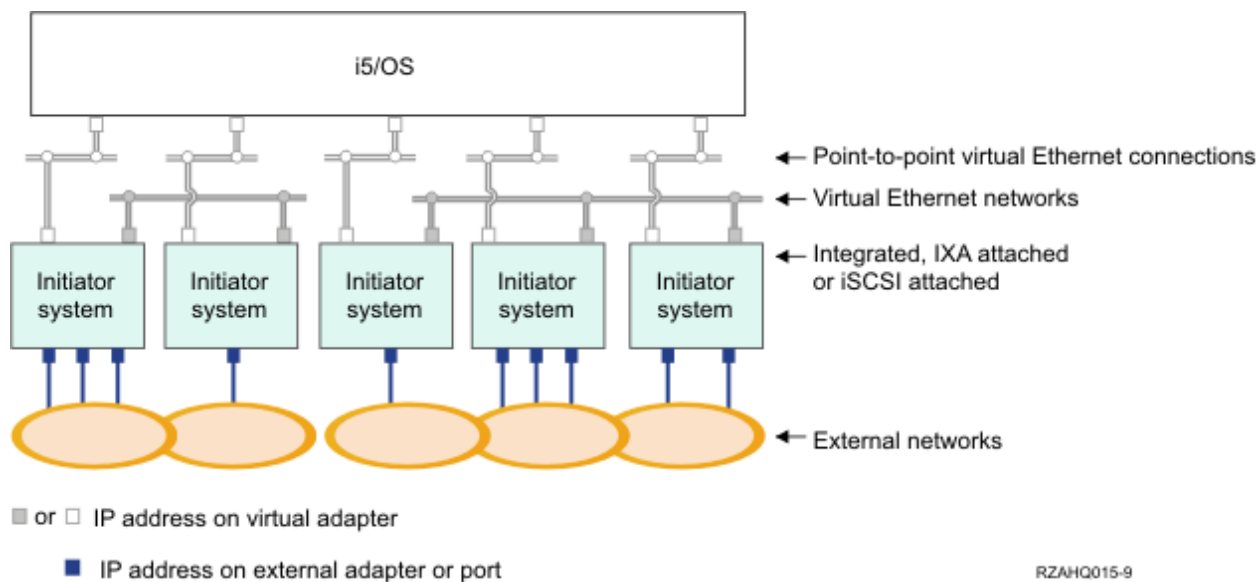 i5/OS
Point-to-point virtual Ethernet connections
Virtual Ethernet networks
Integrated, IXA attached
or iSCSI attached
Initiator
system
Initiator
system
Initiator
system
Initiator
system
Initiator
system
External networks
or IP address on virtual adapter
IP address on external adapter or port
RZAHQ015-9